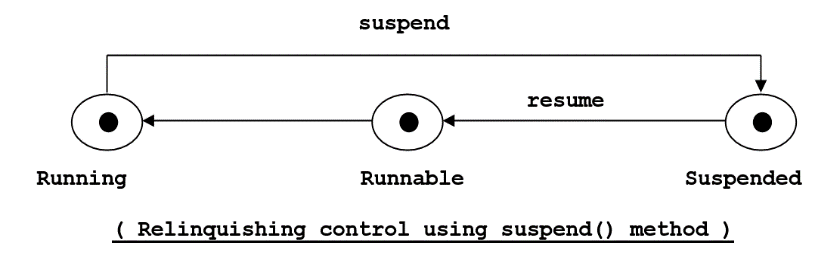 suspend
resume
Running
Runnable
Suspended
( Relinquishing control using suspend() method )